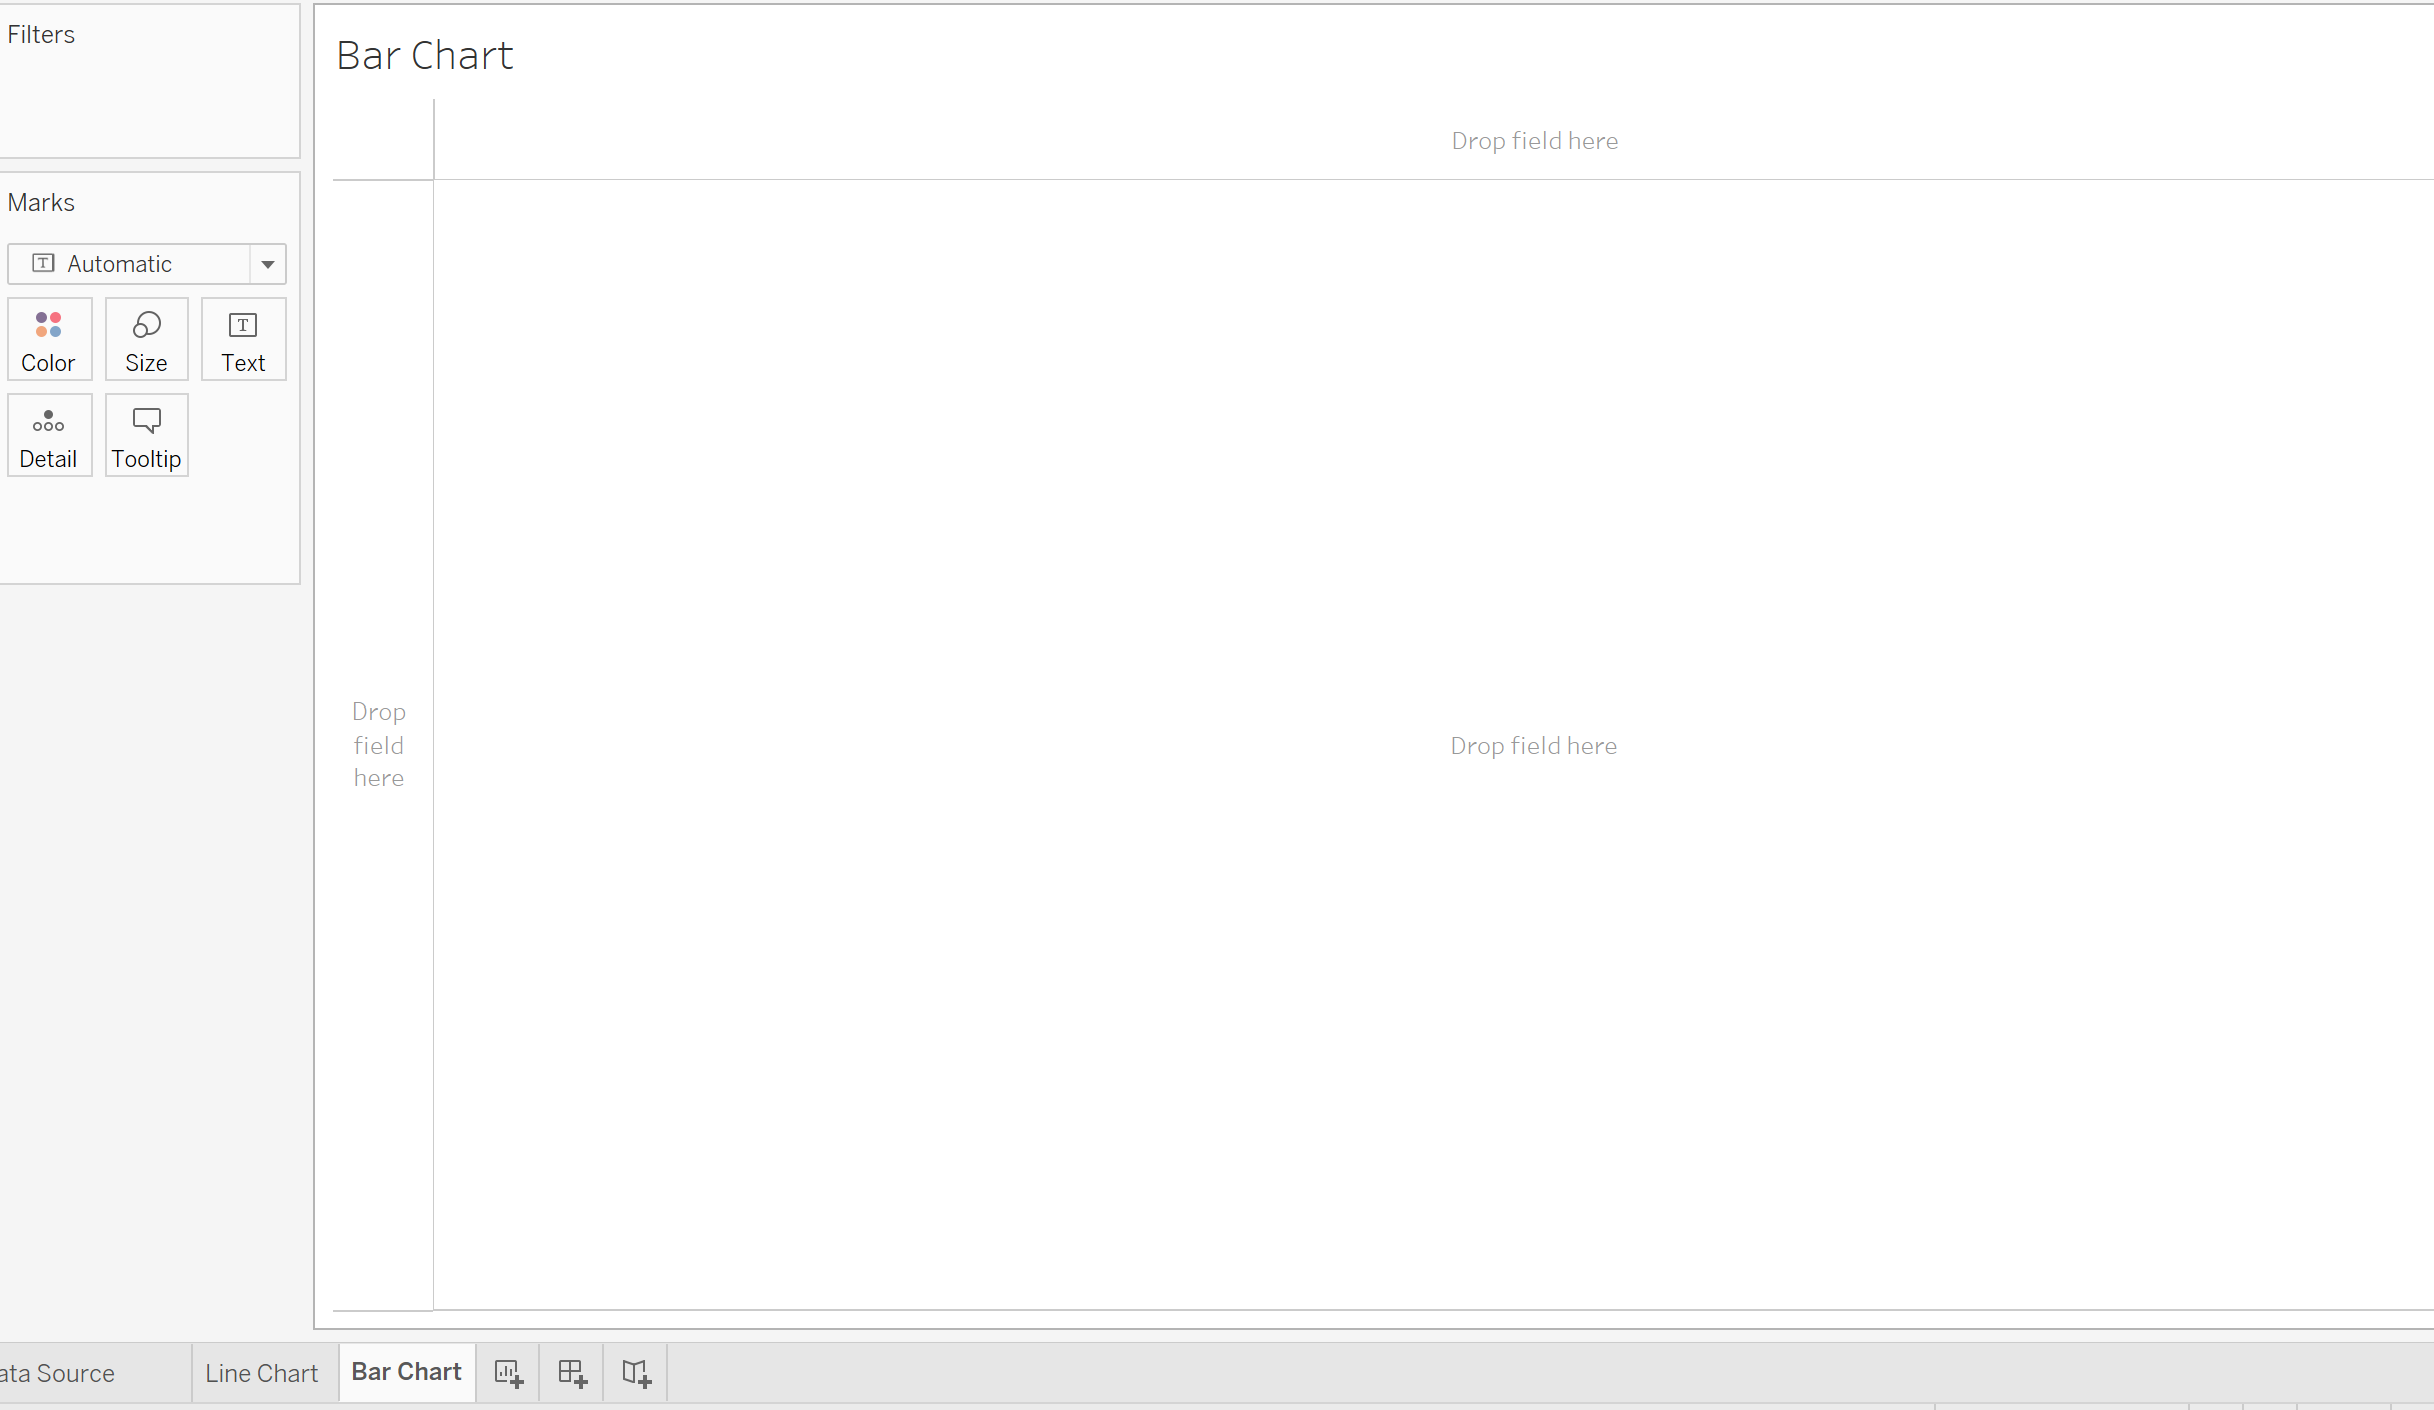 Filters
Bar Chart
Drop field here
Marks
Automatic
Color
Size
Text
Detail
Tooltip
Drop
field
here
Drop field here
ata Source
Line Chart
Bar Chart